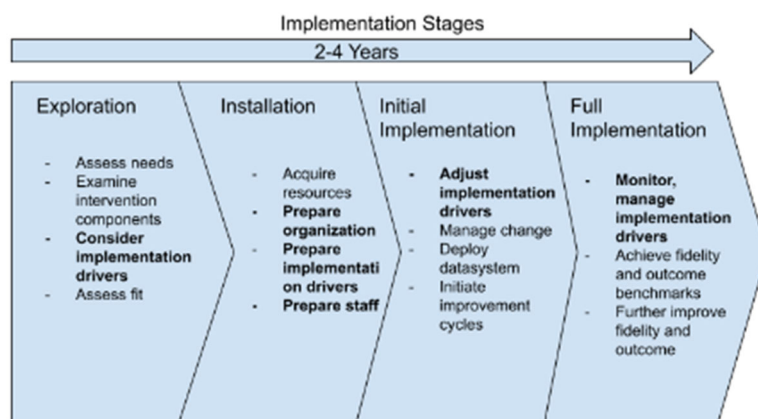 Implementation Stages
2-4 Years
Exploration
- Assess needs
- Examine
intervention
components
- Consider
implementation
drivers
- Assess fit
Installation
- Acquire
resources
- Prepare
organization
- Prepare
implementati
on drivers
- Prepare staff
Initial
Implementation
- Adjust
implementation
drivers
- Manage change
- Deploy
datasystem
- Initiate
improvement
cycles
Full
Implementation
- Monitor,
manage
implementation
drivers
- Achieve fidelity
and outcome
benchmarks
- Further improve
fidelity and
outcome